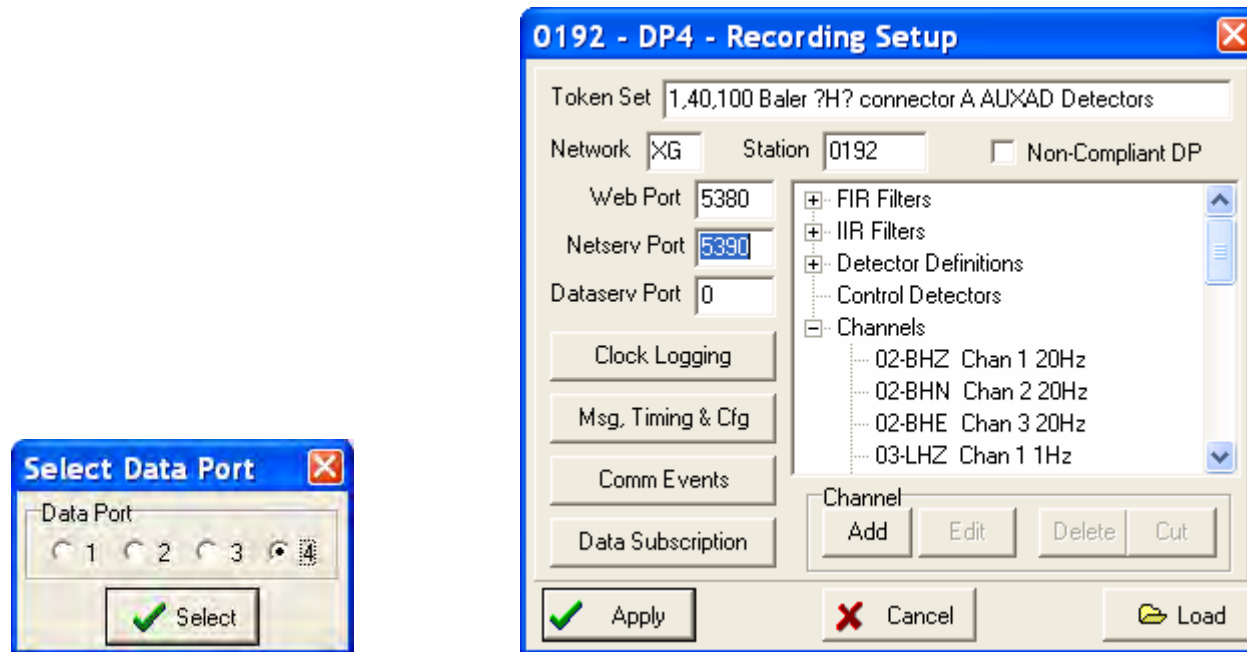 Select Data Port
Data Port
1 2 3 4
Select
0192 - DP4 - Recording Setup
Token Set 1,40,100 Baler ?H? connector A AUXAD Detectors
Network XG Station 0192 Non-Compliant DP
Web Port 5380
Netserv Port 5390
Dataserv Port 0
Clock Logging
Msg, Timing & Cfg
Comm Events
Data Subscription
FIR Filters
IIR Filters
Detector Definitions
Control Detectors
Channels
02-BHZ Chan 1 20Hz
02-BHN Chan 2 20Hz
02-BHE Chan 3 20Hz
03-LHZ Chan 1 1Hz
Channel
Add Edit Delete Cut
Apply Cancel Load